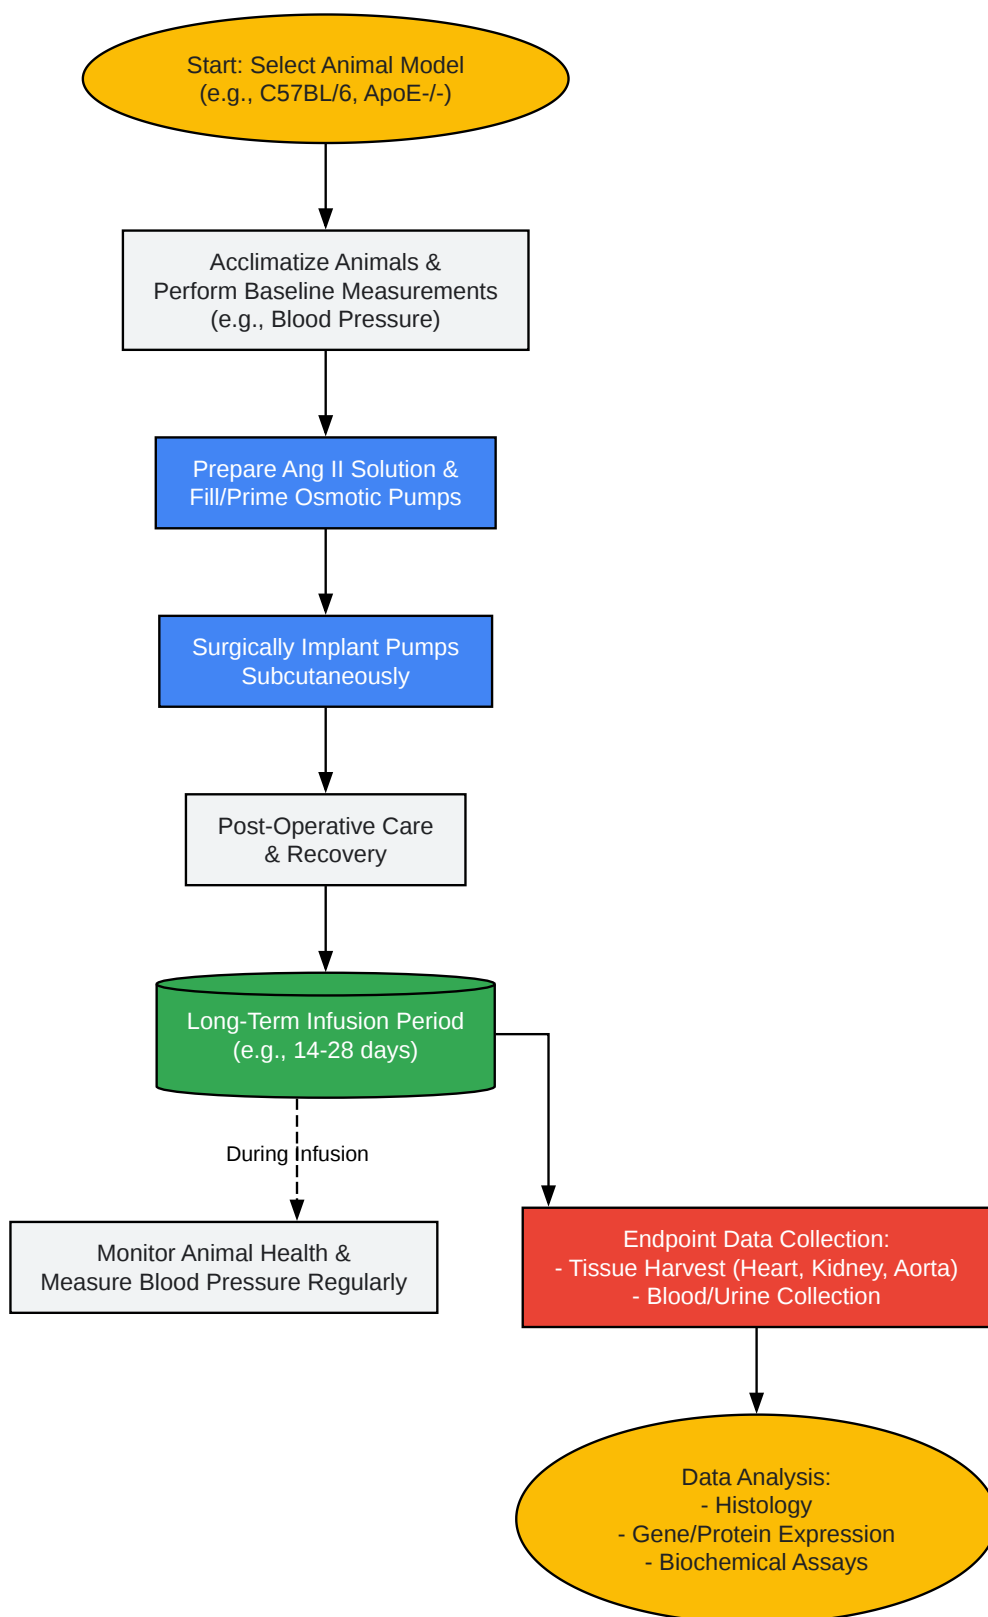 Start: Select Animal Model
(e.g., C57BL/6, ApoE-/-)
Acclimatize Animals &
Perform Baseline Measurements
(e.g., Blood Pressure)
Prepare Ang II Solution &
Fill/Prime Osmotic Pumps
Surgically Implant Pumps
Subcutaneously
Post-Operative Care
& Recovery
Long-Term Infusion Period
(e.g., 14-28 days)
During Infusion
Monitor Animal Health &
Measure Blood Pressure Regularly
Endpoint Data Collection:
- Tissue Harvest (Heart, Kidney, Aorta)
- Blood/Urine Collection
Data Analysis:
- Histology
- Gene/Protein Expression
- Biochemical Assays